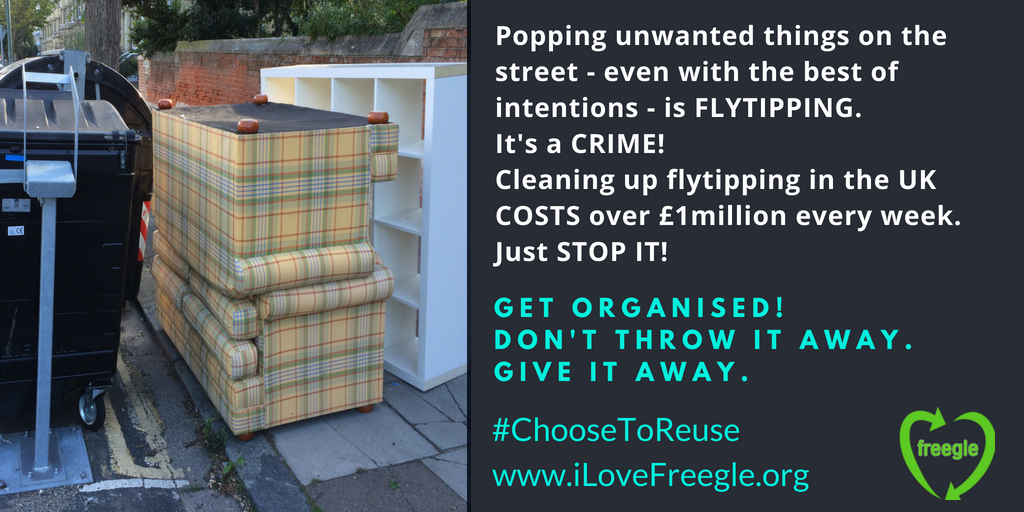 Popping unwanted things on the
street - even with the best of
intentions - is FLYTIPPING.
It's a CRIME!
Cleaning up flytipping in the UK
COSTS over £1million every week.
Just STOP IT!
GET ORGANISED!
DON'T THROW IT AWAY.
GIVE IT AWAY.
#ChooseToReuse
www.iLoveFreegle.org
freegle